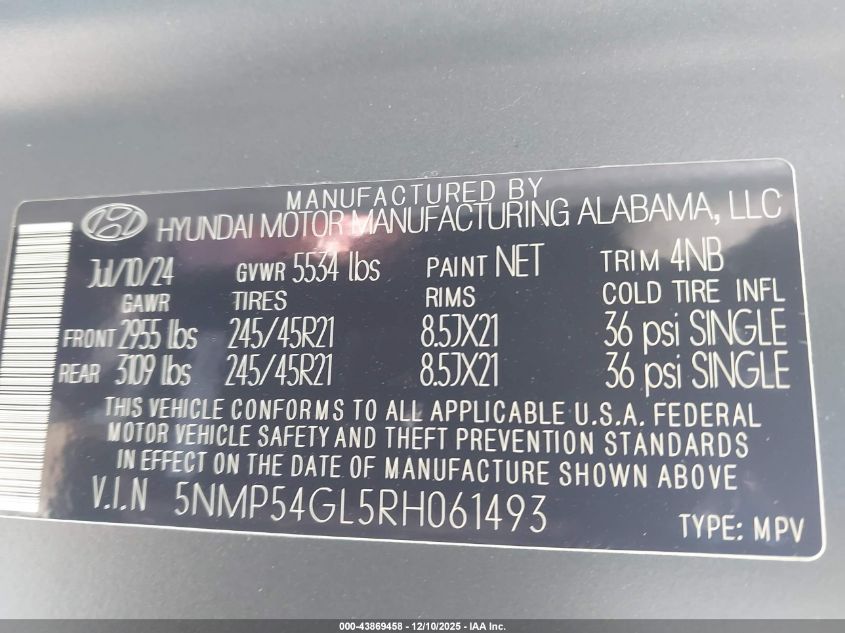 MANUFACTURED BY
HYUNDAI MOTOR MANUFACTURING ALABAMA, LLC
Jul/10/24 GVWR 5534 lbs PAINT NET TRIM 4NB
GAWR TIRES RIMS COLD TIRE INFL
FRONT 2955 lbs 245/45R21 8.5JX21 36 psi SINGLE
REAR 3109 lbs 245/45R21 8.5JX21 36 psi SINGLE
THIS VEHICLE CONFORMS TO ALL APPLICABLE U.S.A. FEDERAL
MOTOR VEHICLE SAFETY AND THEFT PREVENTION STANDARDS
IN EFFECT ON THE DATE OF MANUFACTURE SHOWN ABOVE
V.I.N 5NMP54GL5RH061493
TYPE: MPV
000-43869458 - 12/10/2025 - IAA Inc.